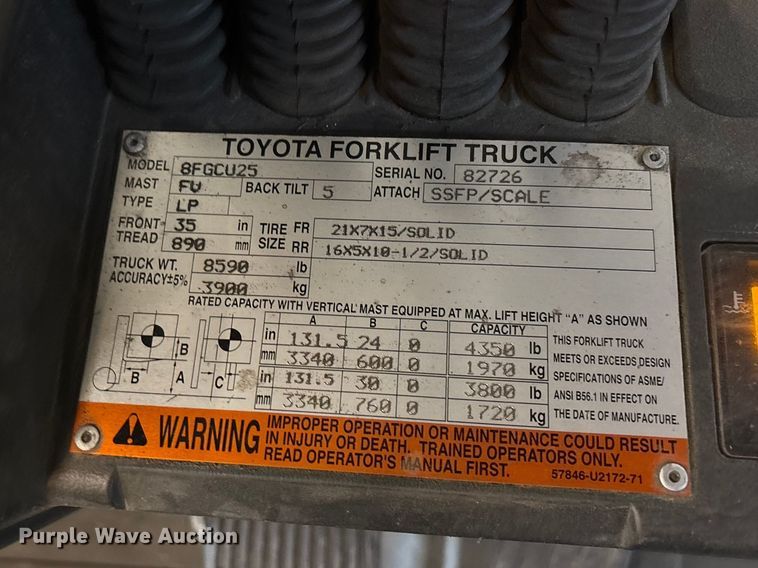 TOYOTA FORKLIFT TRUCK
MODEL 8FGCU25 SERIAL NO. 82726
MAST FV BACK TILT 5 ATTACH SSFP/SCALE
TYPE LP
FRONT TREAD 35 in TIRE SIZE FR 21X7X15/SOLID
890 mm RR 16X5X10-1/2/SOLID
TRUCK WT. 8590 lb
ACCURACY±5% 3900 kg
RATED CAPACITY WITH VERTICAL MAST EQUIPPED AT MAX. LIFT HEIGHT "A" AS SHOWN
A B C CAPACITY
in 131.5 24 0 4350 lb
mm 3340 600 0 1970 kg
in 131.5 30 0 3800 lb
mm 3340 760 0 1720 kg
B
B A C
THIS FORKLIFT TRUCK
MEETS OR EXCEEDS DESIGN
SPECIFICATIONS OF ASME/
ANSI B56.1 IN EFFECT ON
THE DATE OF MANUFACTURE.
WARNING
IMPROPER OPERATION OR MAINTENANCE COULD RESULT
IN INJURY OR DEATH. TRAINED OPERATORS ONLY.
READ OPERATOR'S MANUAL FIRST.
57846-U2172-71
Purple Wave Auction